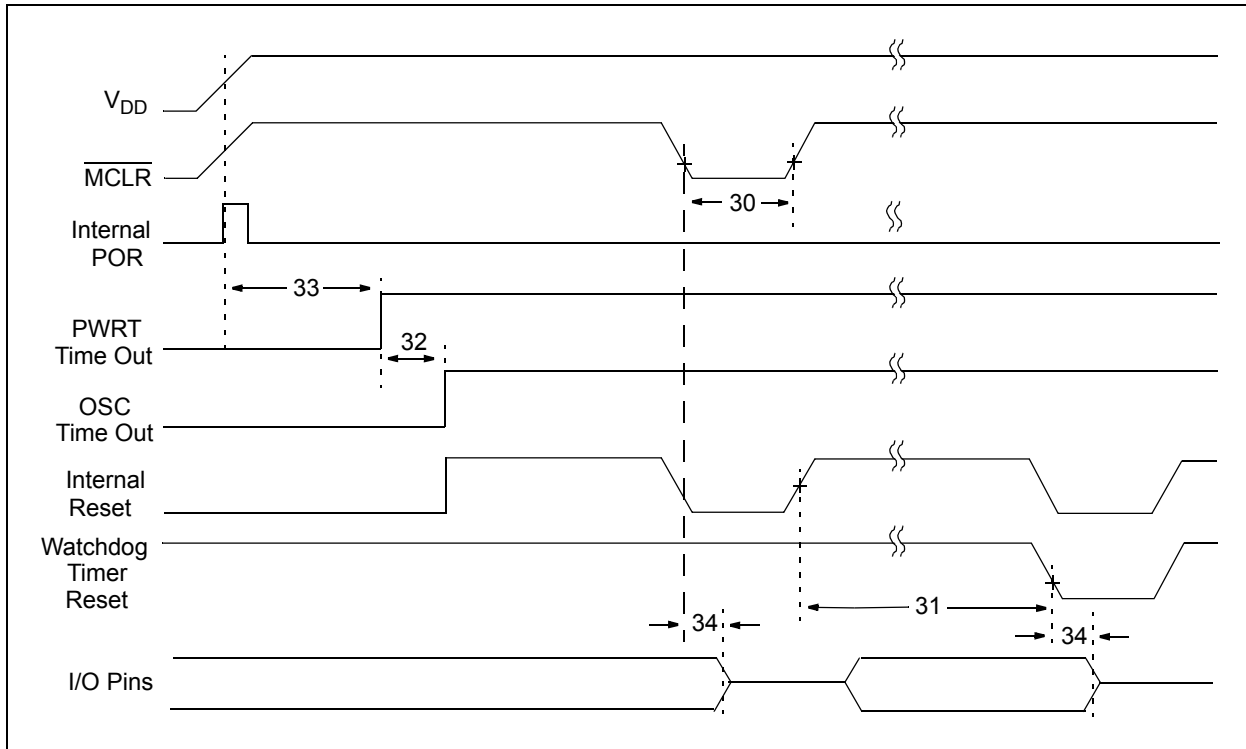 VDD
MCLR
30
Internal
POR
33
PWRT
Time Out
32
OSC
Time Out
Internal
Reset
Watchdog
Timer
Reset
31
34
34
I/O Pins